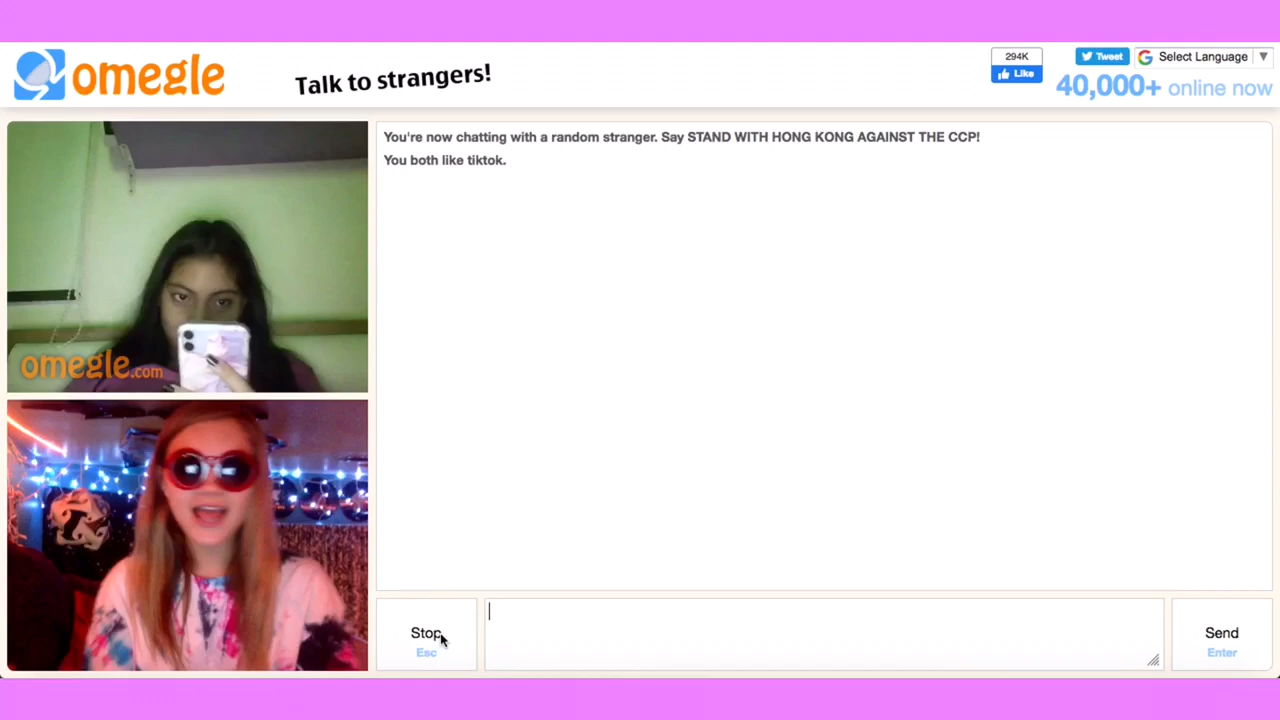 omegle
Talk to strangers!
294K
Like
Tweet
Select Language ▼
40,000+ online now
You're now chatting with a random stranger. Say STAND WITH HONG KONG AGAINST THE CCP!
You both like tiktok.
omegle.com
Stop
Esc
Send
Enter